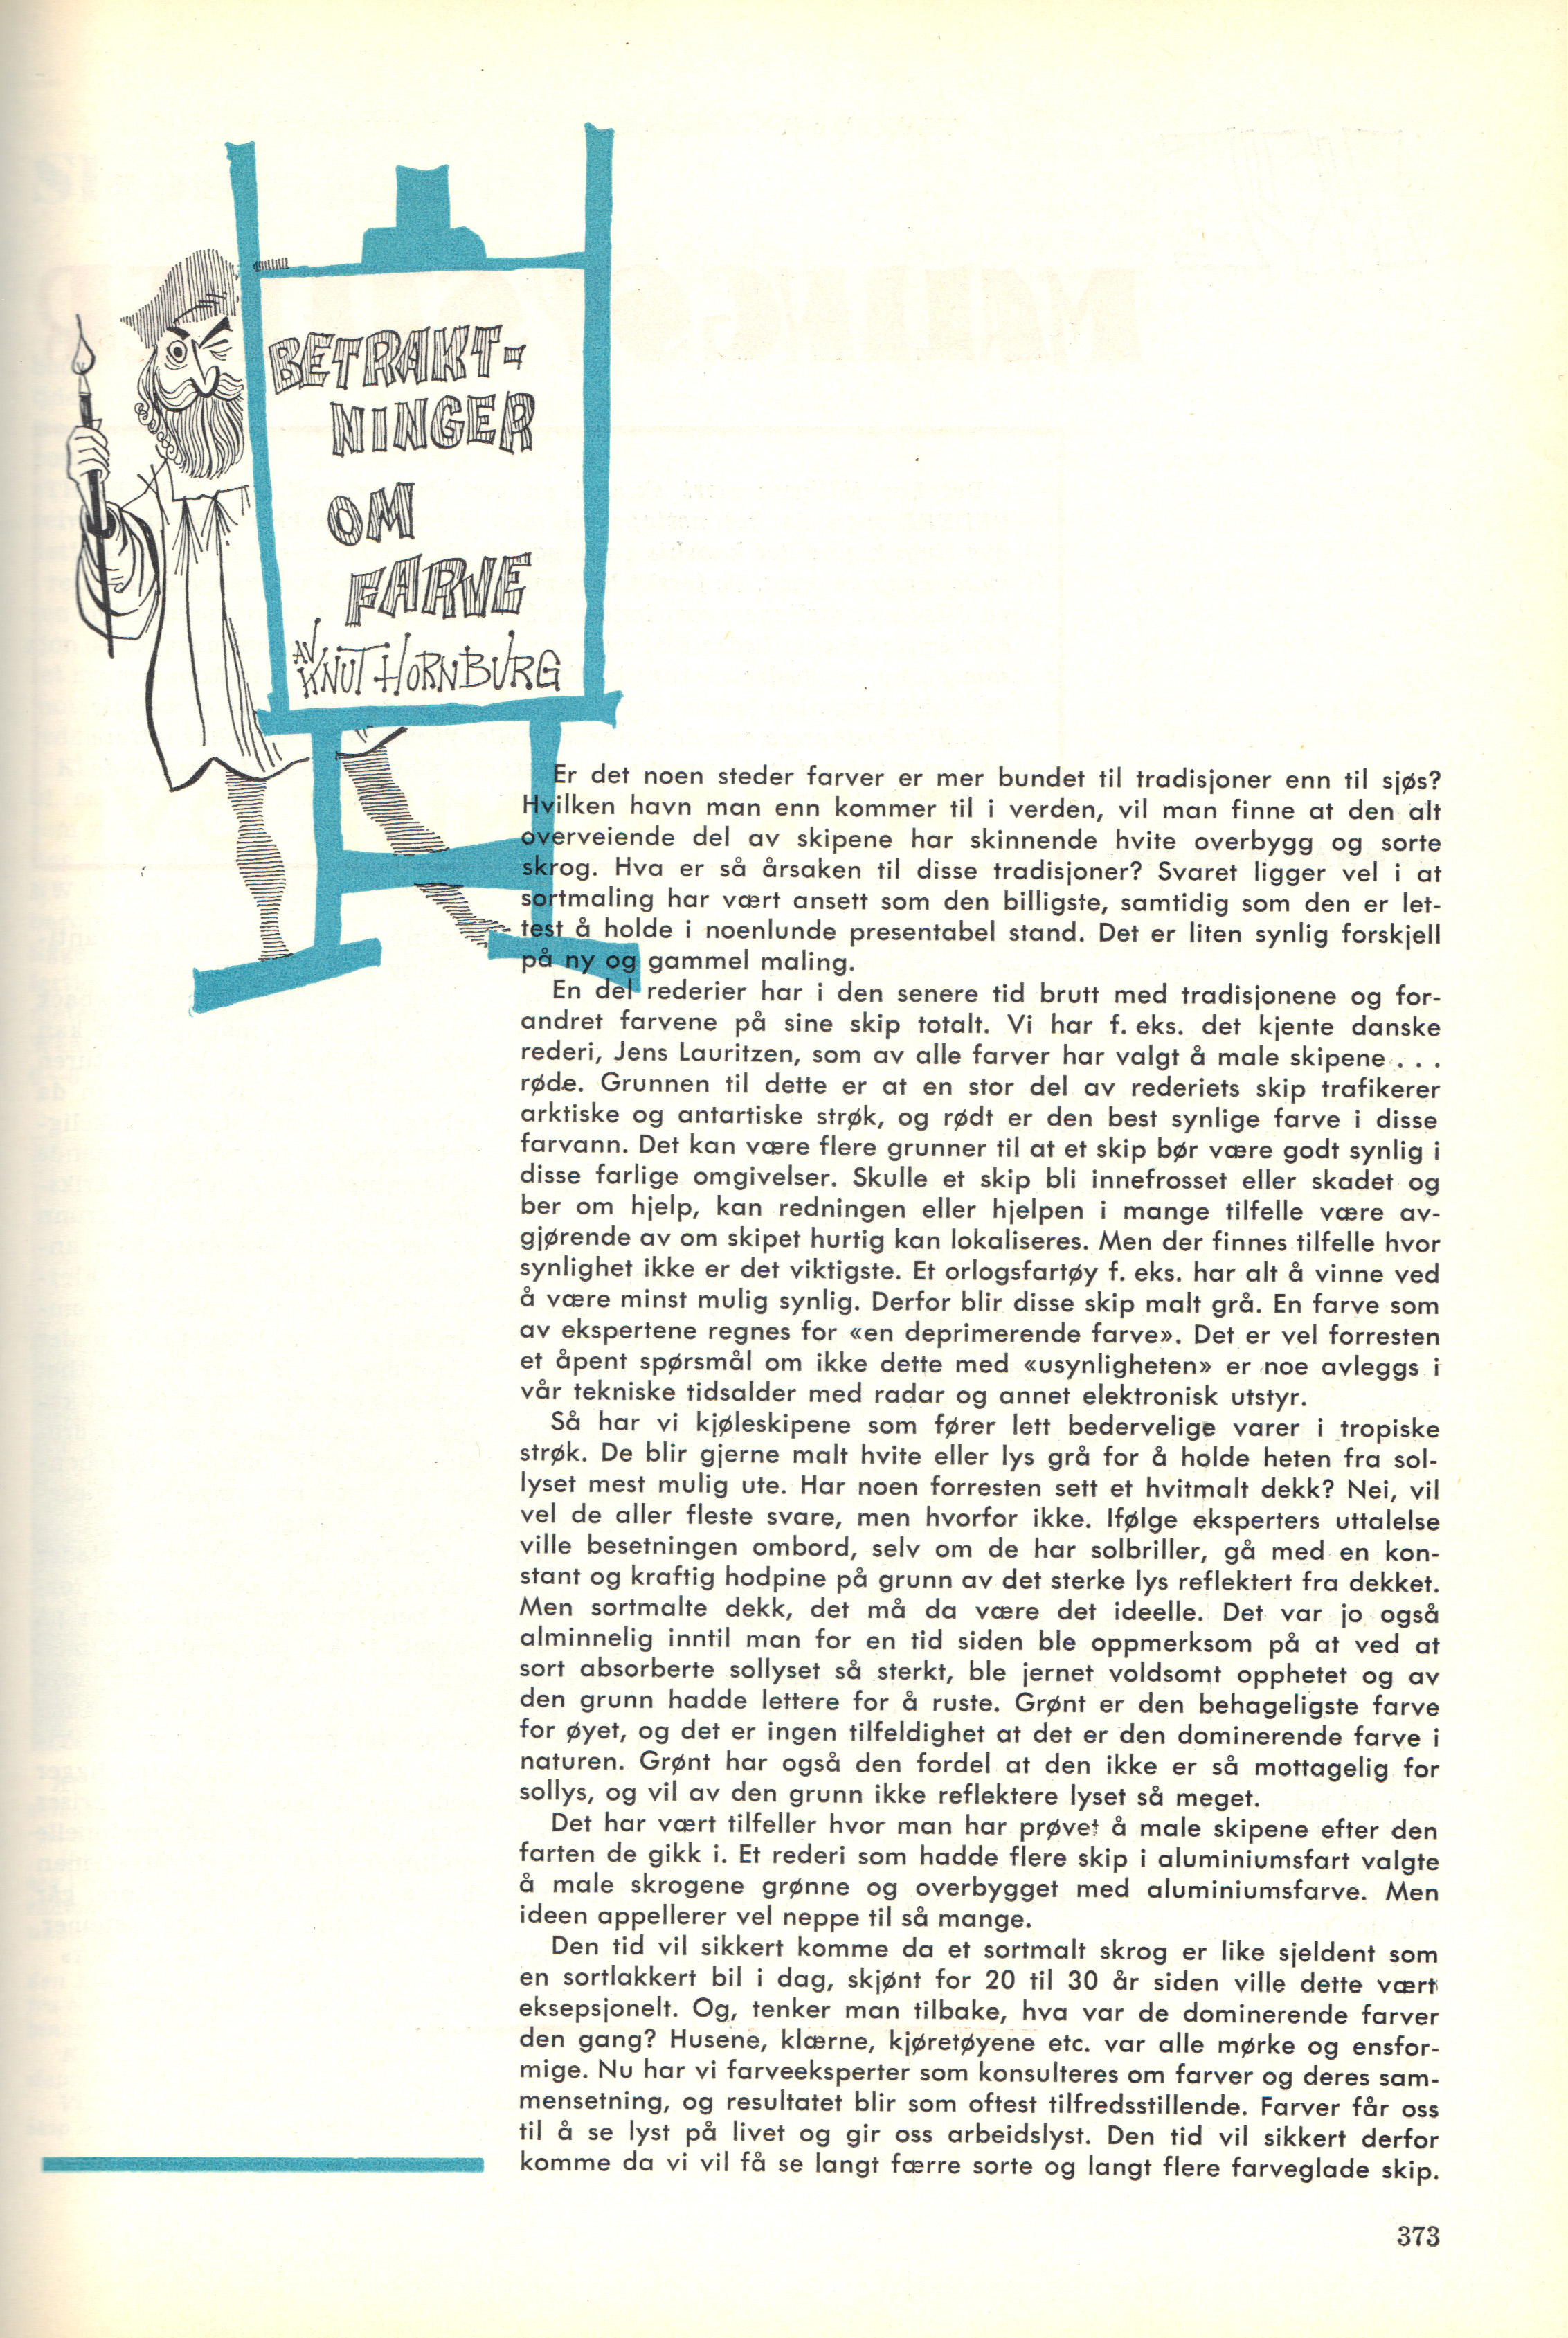 BETRAKT-
NINGER
OM
FARVE
AV
KNUT HORNBURG
Er det noen steder farver er mer bundet til tradisjoner enn til sjøs?
Hvilken havn man enn kommer til i verden, vil man finne at den alt
overveiende del av skipene har skinnende hvite overbygg og sorte
skrog. Hva er så årsaken til disse tradisjoner? Svaret ligger vel i at
sortmaling har vært ansett som den billigste, samtidig som den er let-
test å holde i noenlunde presentabel stand. Det er liten synlig forskjell
på ny og gammel maling.
En del rederier har i den senere tid brutt med tradisjonene og for-
andret farvene på sine skip totalt. Vi har f. eks. det kjente danske
rederi, Jens Lauritzen, som av alle farver har valgt å male skipene . . .
røde. Grunnen til dette er at en stor del av rederiets skip trafikerer
arktiske og antartiske strøk, og rødt er den best synlige farve i disse
farvann. Det kan være flere grunner til at et skip bør være godt synlig i
disse farlige omgivelser. Skulle et skip bli innefrosset eller skadet og
ber om hjelp, kan redningen eller hjelpen i mange tilfelle være av-
gjørende av om skipet hurtig kan lokaliseres. Men der finnes tilfelle hvor
synlighet ikke er det viktigste. Et orlogsfartøy f. eks. har alt å vinne ved
å være minst mulig synlig. Derfor blir disse skip malt grå. En farve som
av ekspertene regnes for «en deprimerende farve». Det er vel forresten
et åpent spørsmål om ikke dette med «usynligheten» er noe avleggs i
vår tekniske tidsalder med radar og annet elektronisk utstyr.
Så har vi kjøleskipene som fører lett bedervelige varer i tropiske
strøk. De blir gjerne malt hvite eller lys grå for å holde heten fra sol-
lyset mest mulig ute. Har noen forresten sett et hvitmalt dekk? Nei, vil
vel de aller fleste svare, men hvorfor ikke. Ifølge eksperters uttalelse
ville besetningen ombord, selv om de har solbriller, gå med en kon-
stant og kraftig hodpine på grunn av det sterke lys reflektert fra dekket.
Men sortmalte dekk, det må da være det ideelle. Det var jo også
alminnelig inntil man for en tid siden ble oppmerksom på at ved at
sort absorberte sollyset så sterkt, ble jernet voldsomt opphetet og av
den grunn hadde lettere for å ruste. Grønt er den behageligste farve
for øyet, og det er ingen tilfeldighet at det er den dominerende farve i
naturen. Grønt har også den fordel at den ikke er så mottagelig for
sollys, og vil av den grunn ikke reflektere lyset så meget.
Det har vært tilfeller hvor man har prøvet å male skipene efter den
farten de gikk i. Et rederi som hadde flere skip i aluminiumsfart valgte
å male skrogene grønne og overbygget med aluminiumsfarve. Men
ideen appellerer vel neppe til så mange.
Den tid vil sikkert komme da et sortmalt skrog er like sjeldent som
en sortlakkert bil i dag, skjønt for 20 til 30 år siden ville dette vært
eksepsjonelt. Og, tenker man tilbake, hva var de dominerende farver
den gang? Husene, klærne, kjøretøyene etc. var alle mørke og ensfor-
mige. Nu har vi farveeksperter som konsulteres om farver og deres sam-
mensetning, og resultatet blir som oftest tilfredsstillende. Farver får oss
til å se lyst på livet og gir oss arbeidslyst. Den tid vil sikkert derfor
komme da vi vil få se langt færre sorte og langt flere farveglade skip.
373